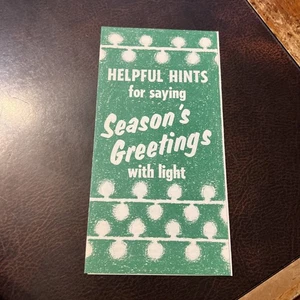 HELPFUL HINTS
for saying
Season's
Greetings
with light